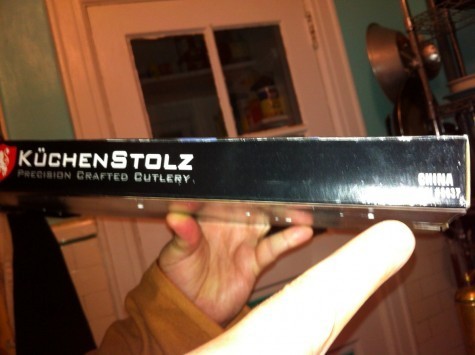 KÜCHENSTOLZ
PRECISION CRAFTED CUTLERY
CHINA